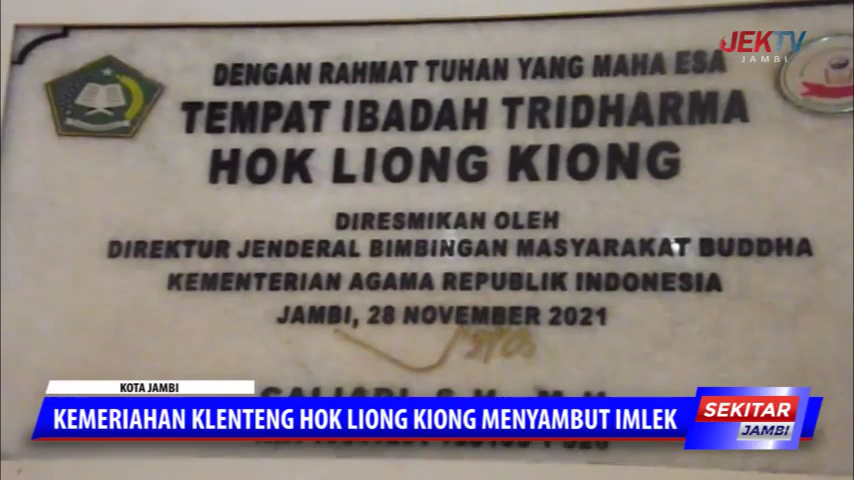 JEKTV
JAMBI
DENGAN RAHMAT TUHAN YANG MAHA ESA
TEMPAT IBADAH TRIDHARMA
HOK LIONG KIONG
DIRESMIKAN OLEH
DIREKTUR JENDERAL BIMBINGAN MASYARAKAT BUDDHA
KEMENTERIAN AGAMA REPUBLIK INDONESIA
JAMBI, 28 NOVEMBER 2021
KOTA JAMBI
KEMERIAHAN KLENTENG HOK LIONG KIONG MENYAMBUT IMLEK
SEKITAR
JAMBI